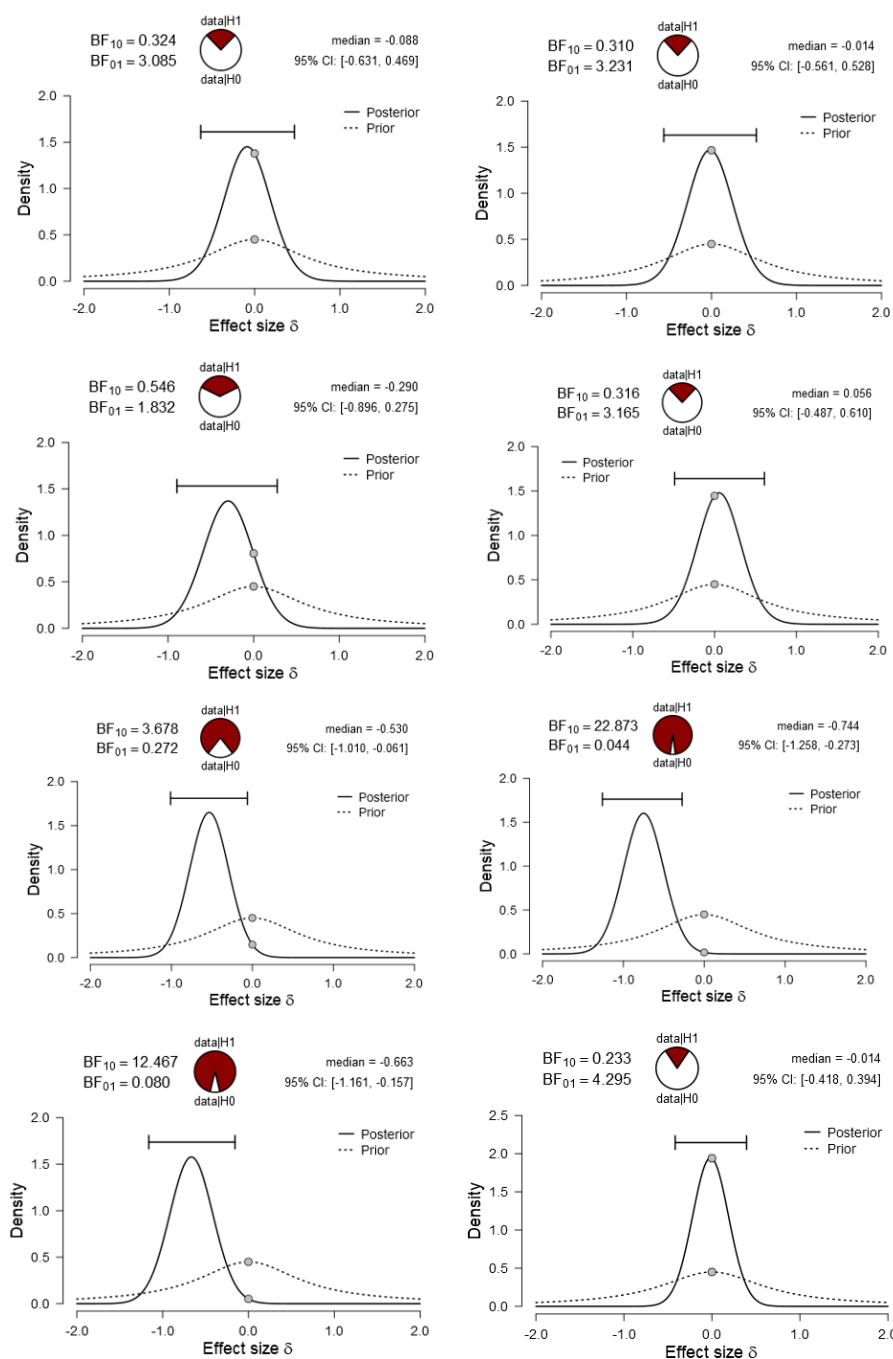 data|H1
BF10 = 0.324
BF01 = 3.085
median = -0.088
95% CI: [-0.631, 0.469]
data|H0
Posterior
Prior
2.0
1.5
1.0
0.5
0.0
Density
-2.0 -1.0 0.0 1.0 2.0
Effect size δ
data|H1
BF10 = 0.310
BF01 = 3.231
median = -0.014
95% CI: [-0.561, 0.528]
data|H0
Posterior
Prior
2.0
1.5
1.0
0.5
0.0
Density
-2.0 -1.0 0.0 1.0 2.0
Effect size δ
data|H1
BF10 = 0.546
BF01 = 1.832
median = -0.290
95% CI: [-0.896, 0.275]
data|H0
Posterior
Prior
2.0
1.5
1.0
0.5
0.0
Density
-2.0 -1.0 0.0 1.0 2.0
Effect size δ
data|H1
BF10 = 0.316
BF01 = 3.165
median = 0.056
95% CI: [-0.487, 0.610]
data|H0
Posterior
Prior
2.0
1.5
1.0
0.5
0.0
Density
-2.0 -1.0 0.0 1.0 2.0
Effect size δ
data|H1
BF10 = 3.678
BF01 = 0.272
median = -0.530
95% CI: [-1.010, -0.061]
data|H0
Posterior
Prior
2.0
1.5
1.0
0.5
0.0
Density
-2.0 -1.0 0.0 1.0 2.0
Effect size δ
data|H1
BF10 = 22.873
BF01 = 0.044
median = -0.744
95% CI: [-1.258, -0.273]
data|H0
Posterior
Prior
2.0
1.5
1.0
0.5
0.0
Density
-2.0 -1.0 0.0 1.0 2.0
Effect size δ
data|H1
BF10 = 12.467
BF01 = 0.080
median = -0.663
95% CI: [-1.161, -0.157]
data|H0
Posterior
Prior
2.0
1.5
1.0
0.5
0.0
Density
-2.0 -1.0 0.0 1.0 2.0
Effect size δ
data|H1
BF10 = 0.233
BF01 = 4.295
median = -0.014
95% CI: [-0.418, 0.394]
data|H0
Posterior
Prior
2.5
2.0
1.5
1.0
0.5
0.0
Density
-2.0 -1.0 0.0 1.0 2.0
Effect size δ